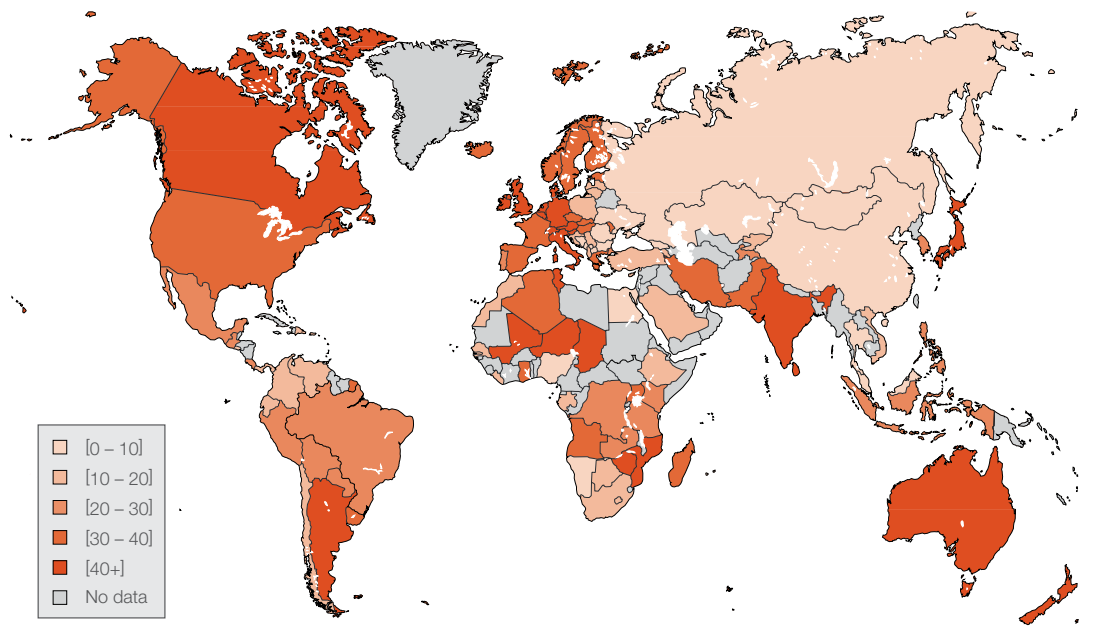 [0 – 10]
[10 – 20]
[20 – 30]
[30 – 40]
[40+]
No data